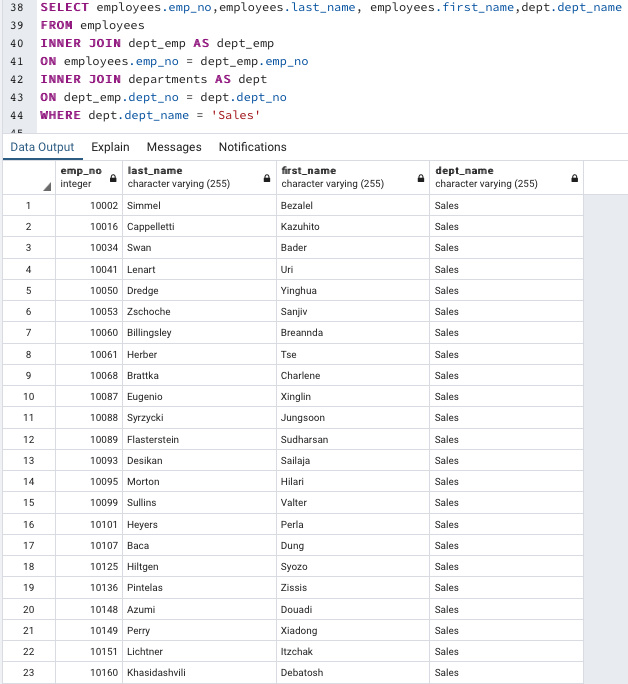 38 SELECT employees.emp_no,employees.last_name, employees.first_name,dept.dept_name
39 FROM employees
40 INNER JOIN dept_emp AS dept_emp
41 ON employees.emp_no = dept_emp.emp_no
42 INNER JOIN departments AS dept
43 ON dept_emp.dept_no = dept.dept_no
44 WHERE dept.dept_name = 'Sales'
45
Data Output Explain Messages Notifications
emp_no last_name first_name dept_name
integer character varying (255) character varying (255) character varying (255)
1 10002 Simmel Bezalel Sales
2 10016 Cappelletti Kazuhito Sales
3 10034 Swan Bader Sales
4 10041 Lenart Uri Sales
5 10050 Dredge Yinghua Sales
6 10053 Zschoche Sanjiv Sales
7 10060 Billingsley Breannda Sales
8 10061 Herber Tse Sales
9 10068 Brattka Charlene Sales
10 10087 Eugenio Xinglin Sales
11 10088 Syrzycki Jungsoon Sales
12 10089 Flasterstein Sudharsan Sales
13 10093 Desikan Sailaja Sales
14 10095 Morton Hilari Sales
15 10099 Sullins Valter Sales
16 10101 Heyers Perla Sales
17 10107 Baca Dung Sales
18 10125 Hiltgen Syozo Sales
19 10136 Pintelas Zissis Sales
20 10148 Azumi Douadi Sales
21 10149 Perry Xiadong Sales
22 10151 Lichtner Itzchak Sales
23 10160 Khasidashvili Debatosh Sales